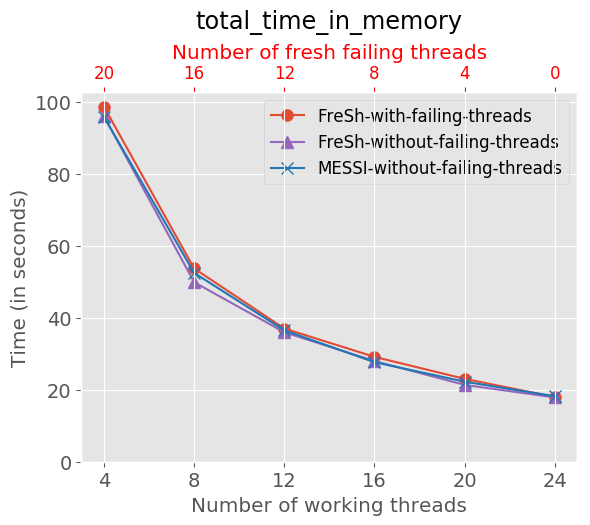 total_time_in_memory
Number of fresh failing threads
20 16 12 8 4 0
FreSh-with-failing-threads
FreSh-without-failing-threads
MESSI-without-failing-threads
Time (in seconds)
100
80
60
40
20
0
4 8 12 16 20 24
Number of working threads